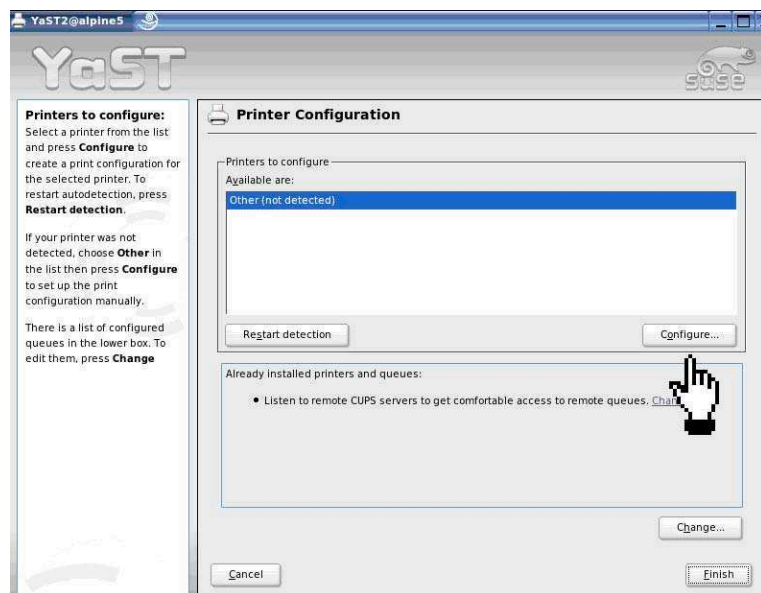 YaST2@alpine5
YaST
SUSE
Printers to configure:
Select a printer from the list
and press Configure to
create a print configuration for
the selected printer. To
restart autodetection, press
Restart detection.
If your printer was not
detected, choose Other in
the list then press Configure
to set up the print
configuration manually.
There is a list of configured
queues in the lower box. To
edit them, press Change
Printer Configuration
Printers to configure
Available are:
Other (not detected)
Restart detection
Configure...
Already installed printers and queues:
• Listen to remote CUPS servers to get comfortable access to remote queues.
Change...
Cancel
Finish